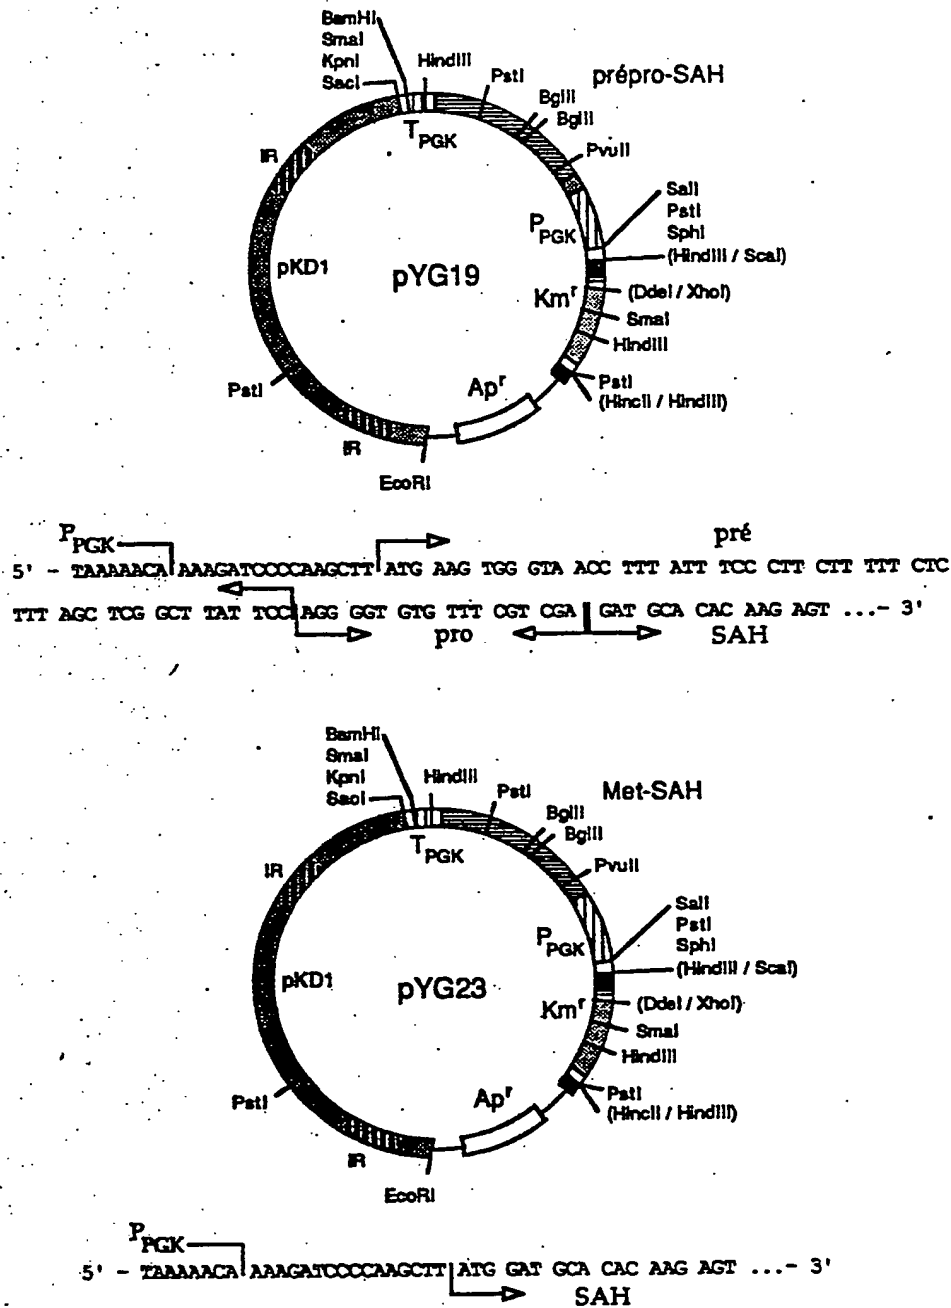 BamHI
SmaI
KpnI
SacI
HindIII
PstI
prépro-SAH
BglII
BglII
PvuII
T PGK
IR
SalI
PstI
SphI
(HindIII / ScaI)
P PGK
pKD1
pYG19
Kmr
(DdeI / XhoI)
SmaI
HindIII
PstI
(HincII / HindIII)
PstI
Apr
IR
EcoRI
P PGK
pré
5' - TAAAAACA AAAGATCCCCAAGCTT ATG AAG TGG GTA ACC TTT ATT TCC CTT CTT TTT CTC
TTT AGC TCG GCT TAT TCC AGG GGT GTG TTT CGT CGA GAT GCA CAC AAG AGT ...- 3'
pro
SAH
BamHI
SmaI
KpnI
SacI
HindIII
PstI
Met-SAH
BglII
BglII
PvuII
T PGK
IR
SalI
PstI
SphI
(HindIII / ScaI)
P PGK
pKD1
pYG23
Kmr
(DdeI / XhoI)
SmaI
HindIII
PstI
(HincII / HindIII)
PstI
Apr
IR
EcoRI
P PGK
5' - TAAAAACA AAAGATCCCCAAGCTT ATG GAT GCA CAC AAG AGT ...- 3'
SAH